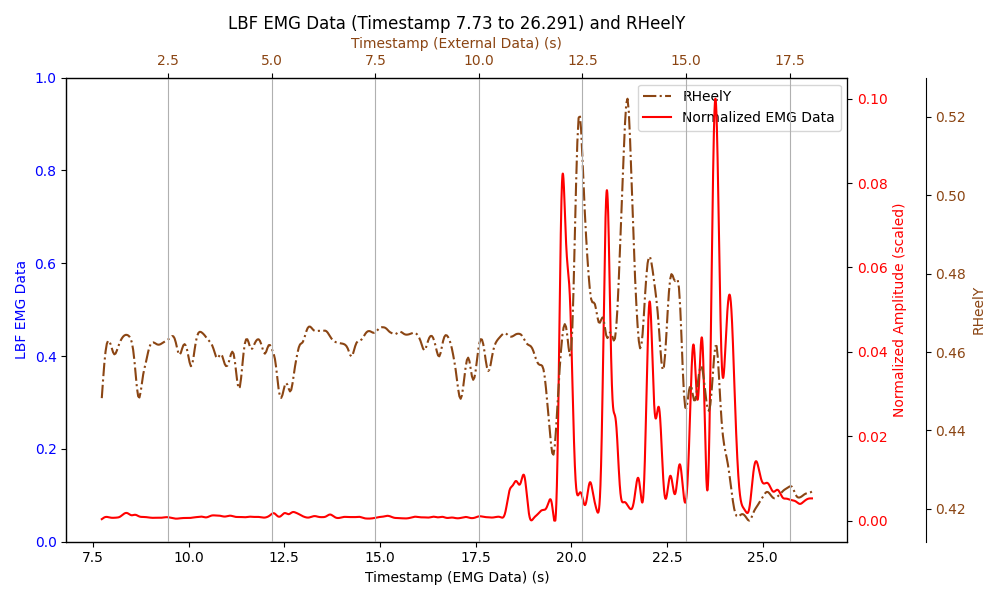 LBF EMG Data (Timestamp 7.73 to 26.291) and RHeelY
Timestamp (External Data) (s)
2.5 5.0 7.5 10.0 12.5 15.0 17.5
RHeelY
Normalized EMG Data
1.0
0.8
0.6
0.4
0.2
0.0
LBF EMG Data
0.10
0.08
0.06
0.04
0.02
0.00
Normalized Amplitude (scaled)
0.52
0.50
0.48
0.46
0.44
0.42
RHeelY
7.5 10.0 12.5 15.0 17.5 20.0 22.5 25.0
Timestamp (EMG Data) (s)